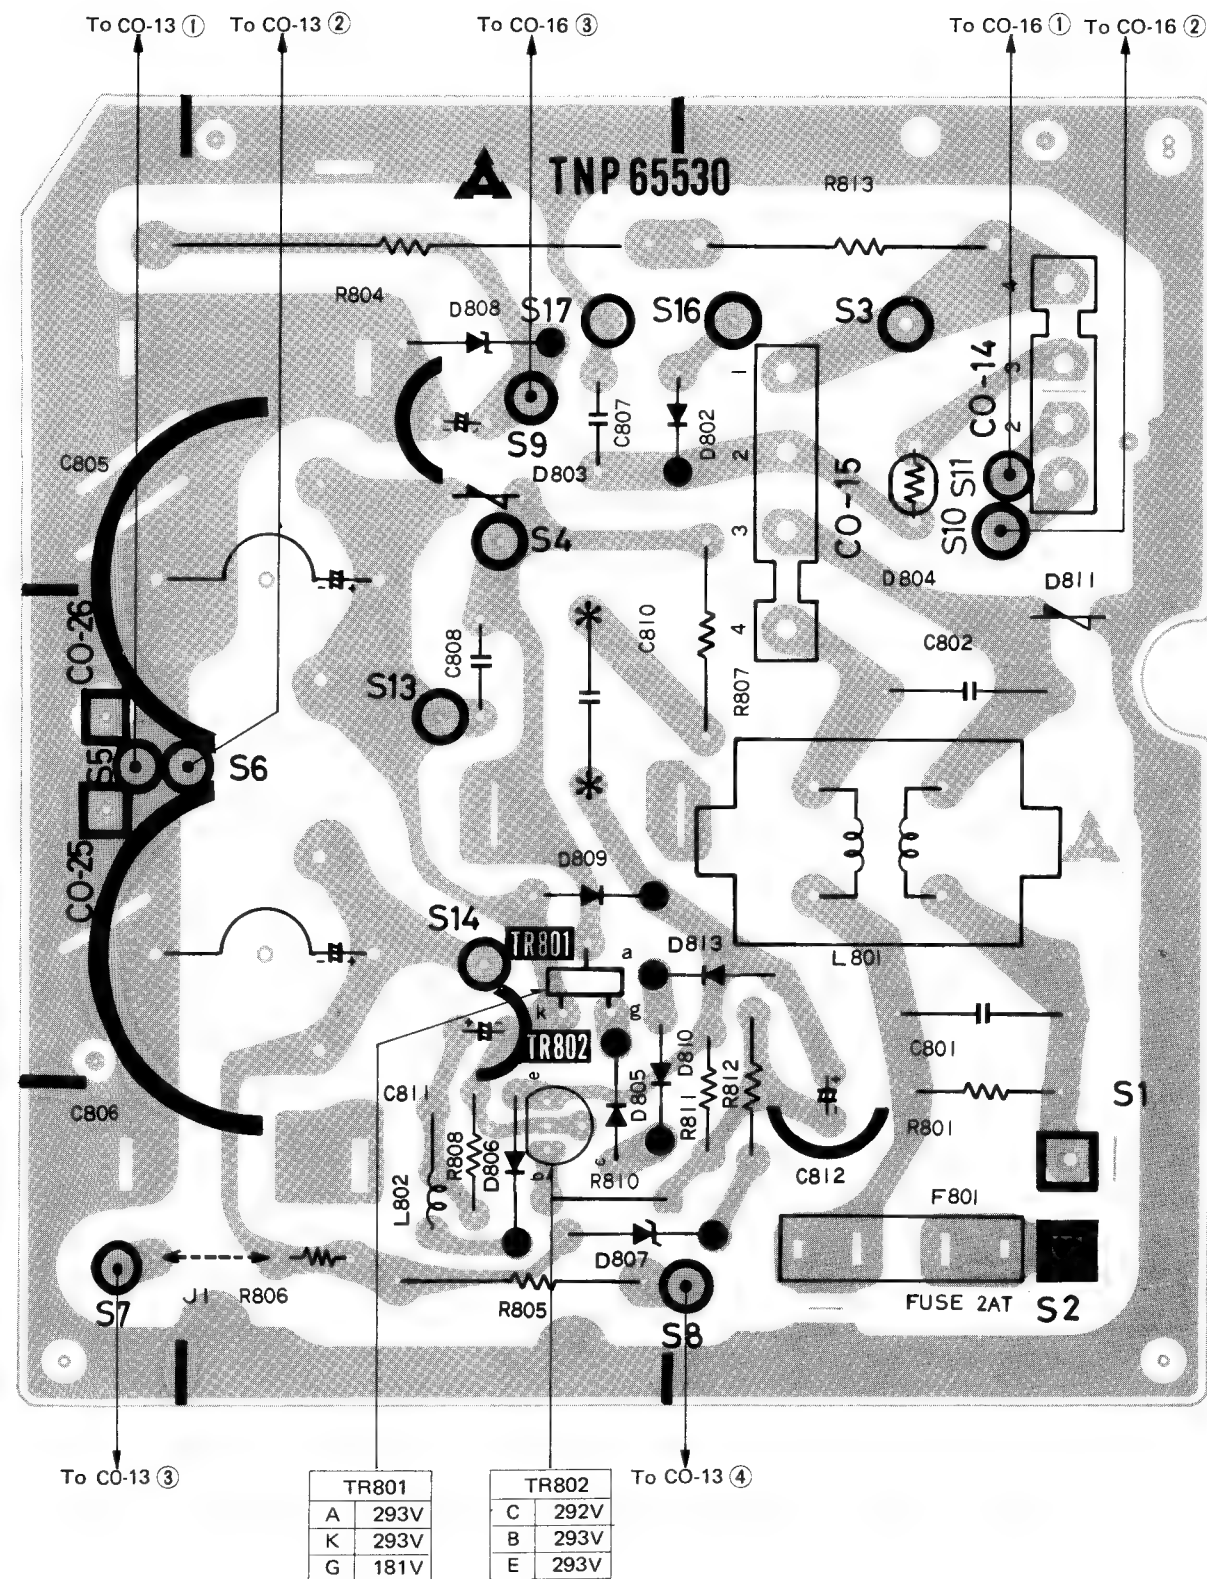 To CO-13 ① To CO-13 ② To CO-16 ③ To CO-16 ① To CO-16 ②
TNP 65530
R813
R804
D808
S17
S16
S3
4
CO-14
3
2
1
S9
C807
D802
C805
D803
2
CO-15
S11
S10
S4
3
D804
D811
CO-26
C808
C810
4
C802
S13
R807
S5
S6
CO-25
D809
S14
TR801
a
D813
L801
k
g
TR802
e
D805
D810
R811
R812
C801
C806
C811
R808
D806
b
c
R810
C812
R801
S1
L802
F801
D807
S7
J1
R806
R805
S8
FUSE 2AT
S2
To CO-13 ③
To CO-13 ④
TR801
A 293V
K 293V
G 181V
TR802
C 292V
B 293V
E 293V